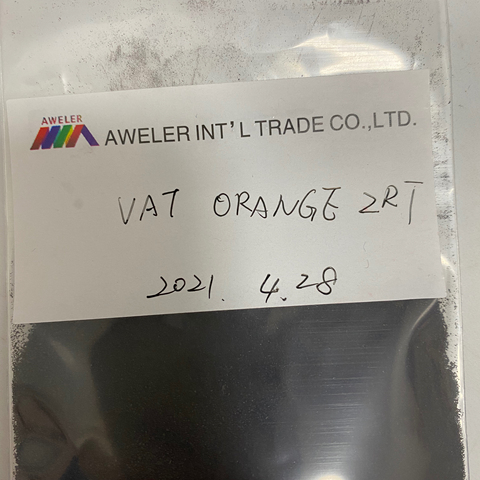 AWELER
AWELER INT'L TRADE CO.,LTD.
VAT ORANGE 2RT
2021. 4.28